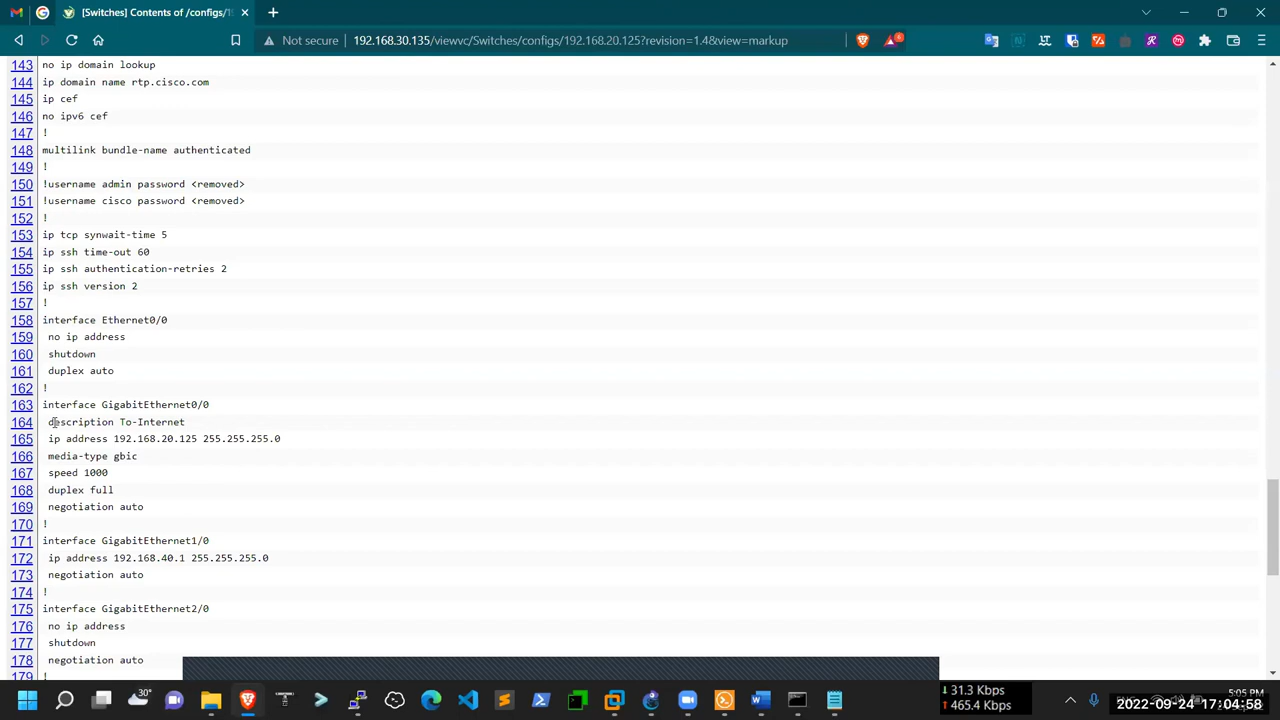 [Switches] Contents of /configs/19
Not secure 192.168.30.135/viewvc/Switches/configs/192.168.20.125?revision=1.4&view=markup
143 no ip domain lookup
144 ip domain name rtp.cisco.com
145 ip cef
146 no ipv6 cef
147 !
148 multilink bundle-name authenticated
149 !
150 !username admin password <removed>
151 !username cisco password <removed>
152 !
153 ip tcp synwait-time 5
154 ip ssh time-out 60
155 ip ssh authentication-retries 2
156 ip ssh version 2
157 !
158 interface Ethernet0/0
159 no ip address
160 shutdown
161 duplex auto
162 !
163 interface GigabitEthernet0/0
164 description To-Internet
165 ip address 192.168.20.125 255.255.255.0
166 media-type gbic
167 speed 1000
168 duplex full
169 negotiation auto
170 !
171 interface GigabitEthernet1/0
172 ip address 192.168.40.1 255.255.255.0
173 negotiation auto
174 !
175 interface GigabitEthernet2/0
176 no ip address
177 shutdown
178 negotiation auto
179 !
30°
31.3 Kbps
465.4 Kbps
5:05 PM
2022-09-24 17:04:58